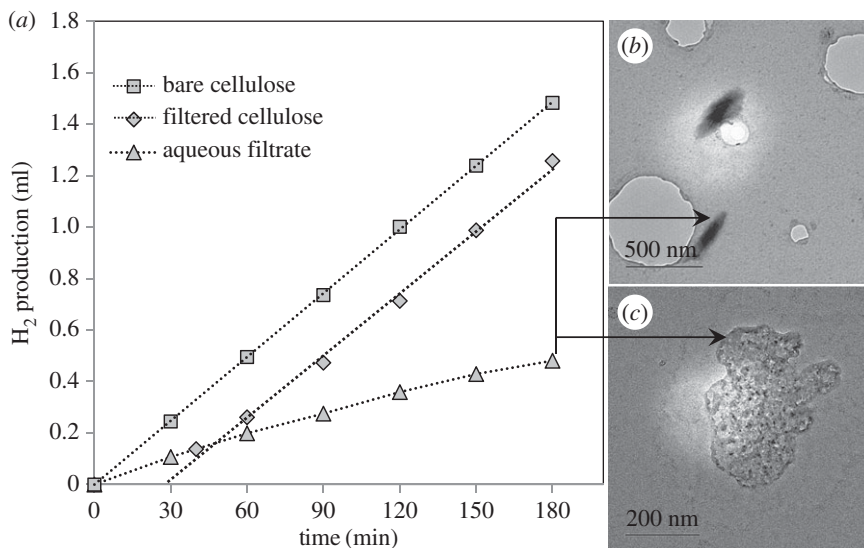 (a)
1.8
1.6
1.4
1.2
1.0
0.8
0.6
0.4
0.2
0
H2 production (ml)
bare cellulose
filtered cellulose
aqueous filtrate
0 30 60 90 120 150 180
time (min)
(b)
500 nm
(c)
200 nm